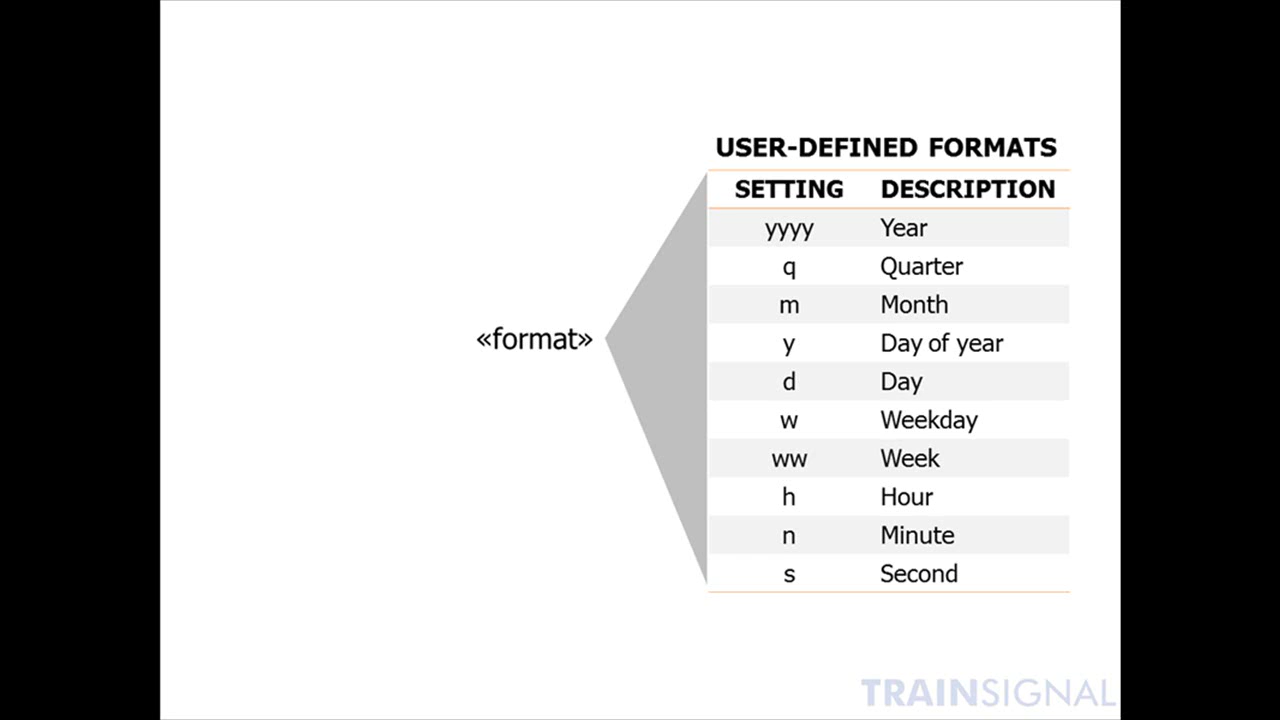 USER-DEFINED FORMATS
SETTING DESCRIPTION
yyyy Year
q Quarter
m Month
«format»
y Day of year
d Day
w Weekday
ww Week
h Hour
n Minute
s Second
TRAINSIGNAL